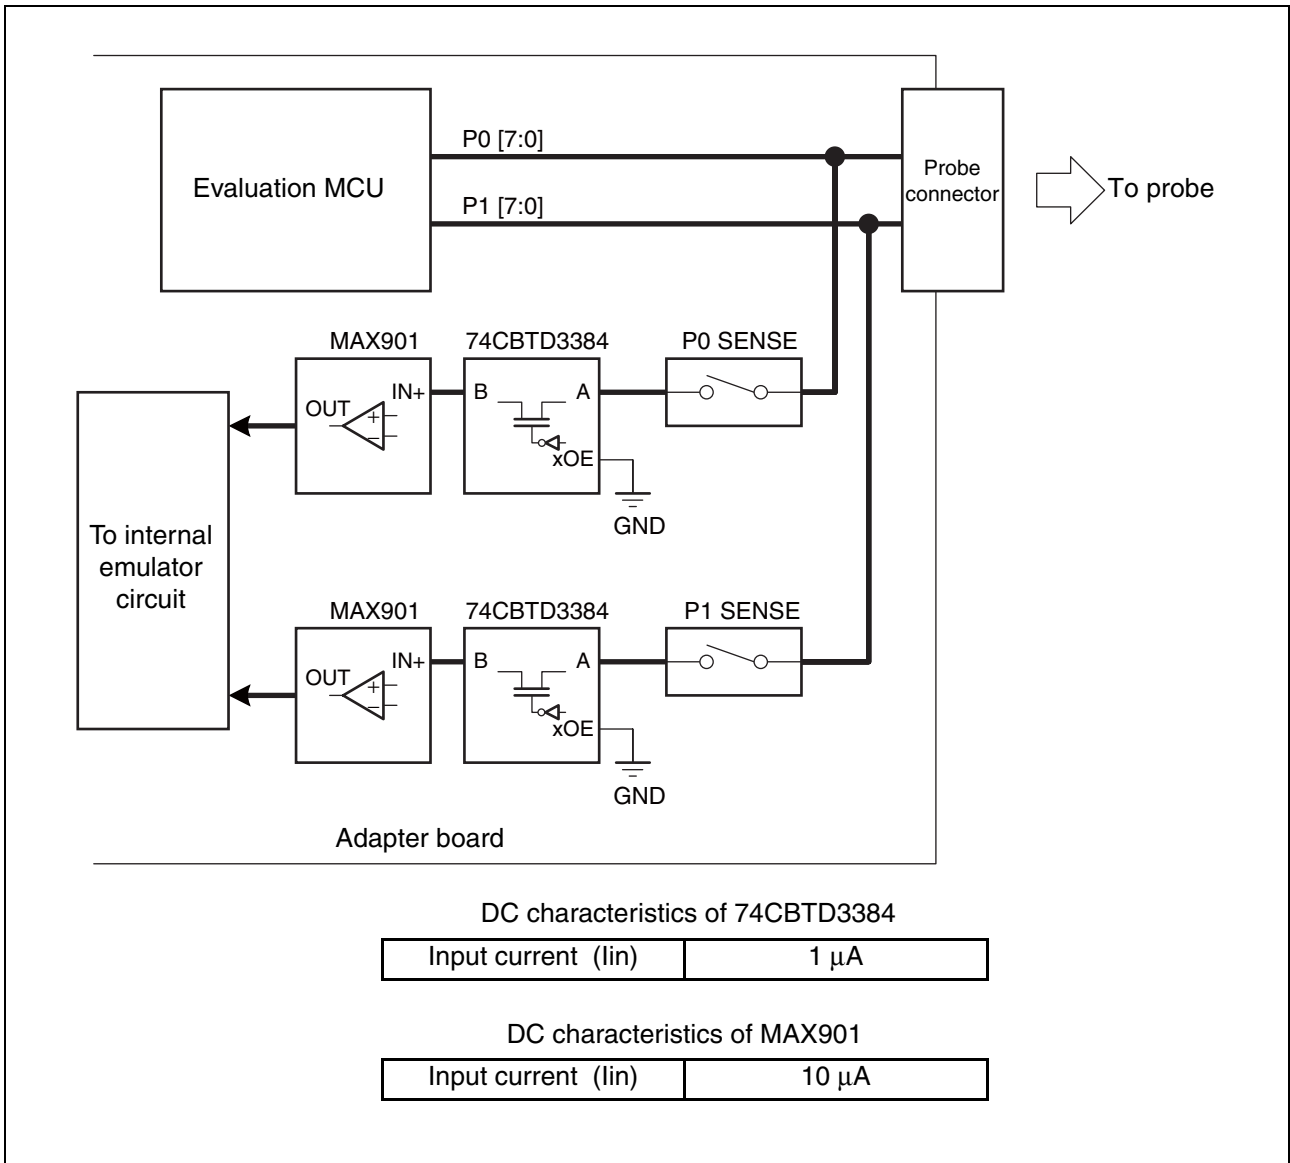 P0 [7:0]
Evaluation MCU
P1 [7:0]
Probe
connector
To probe
MAX901
74CBTD3384
P0 SENSE
OUT
IN+
+
−
B
A
xOE
GND
To internal
emulator
circuit
MAX901
74CBTD3384
P1 SENSE
OUT
IN+
+
−
B
A
xOE
GND
Adapter board
DC characteristics of 74CBTD3384
Input current (Iin) 1 μA
DC characteristics of MAX901
Input current (Iin) 10 μA